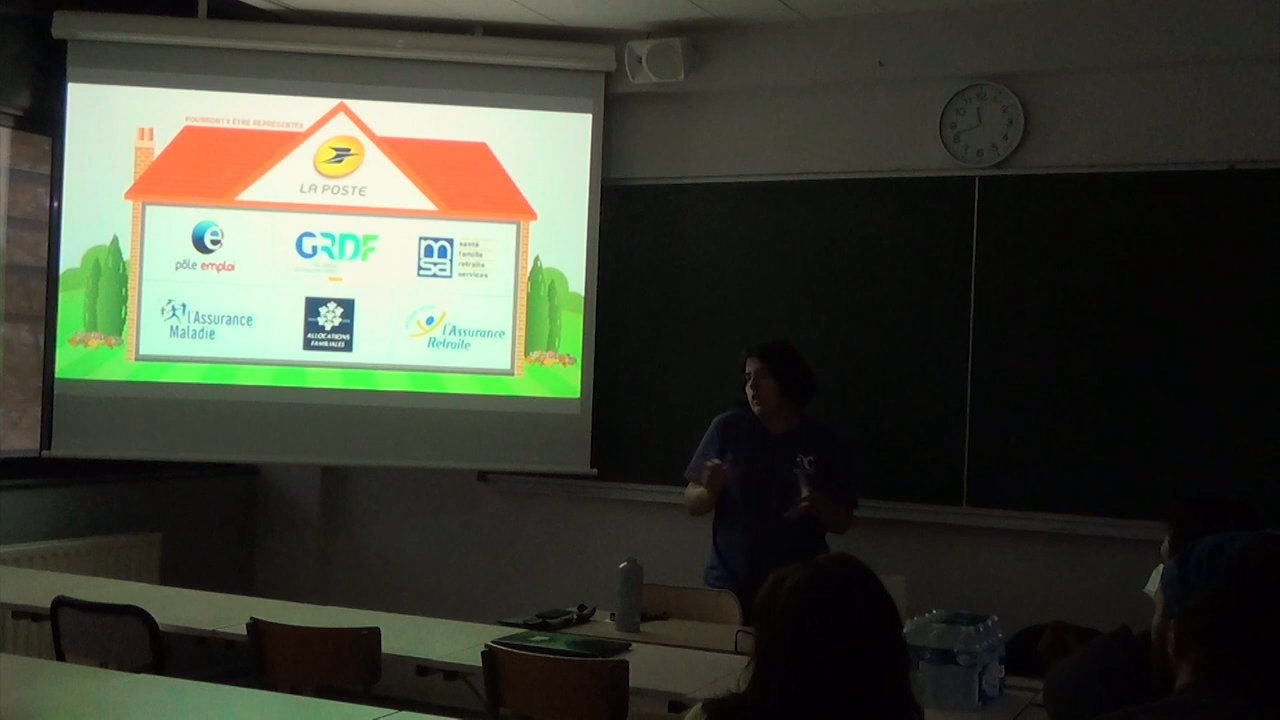 POURRONT Y ÊTRE REPRÉSENTÉS
LA POSTE
pôle emploi
GRDF
msa
santé
famille
retraite
services
l'Assurance
Maladie
ALLOCATIONS
FAMILIALES
l'Assurance
Retraite